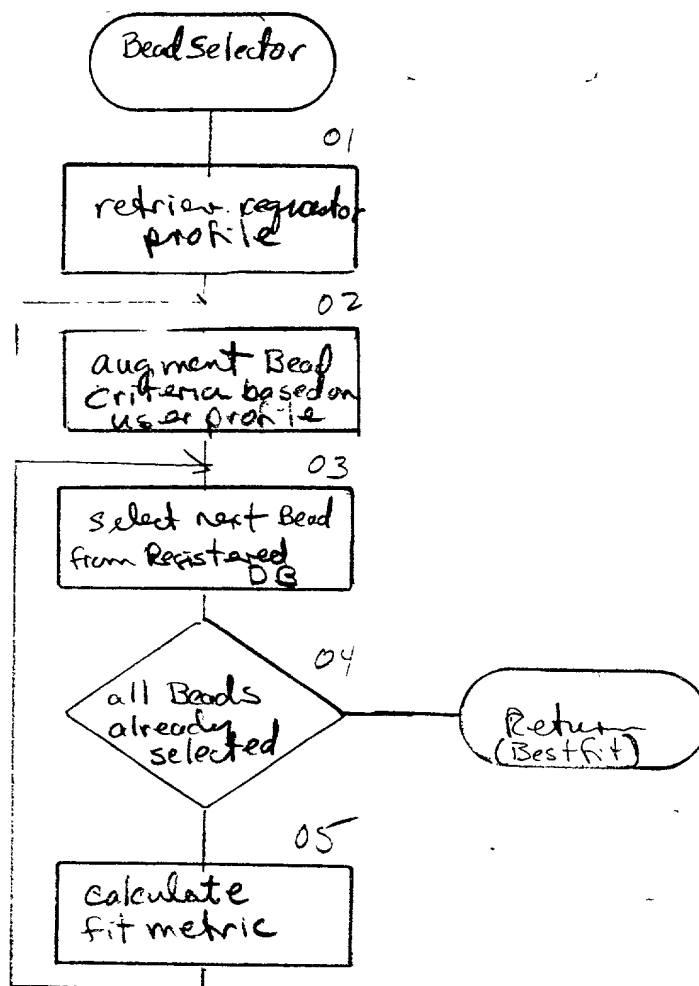 Bead Selector
01
retriev. requestor
profile
02
augment Bead
Criteria based on
user profile
03
select next Bead
from Registered
DB
04
all Beads
already
selected
Return
(Bestfit)
05
calculate
fit metric